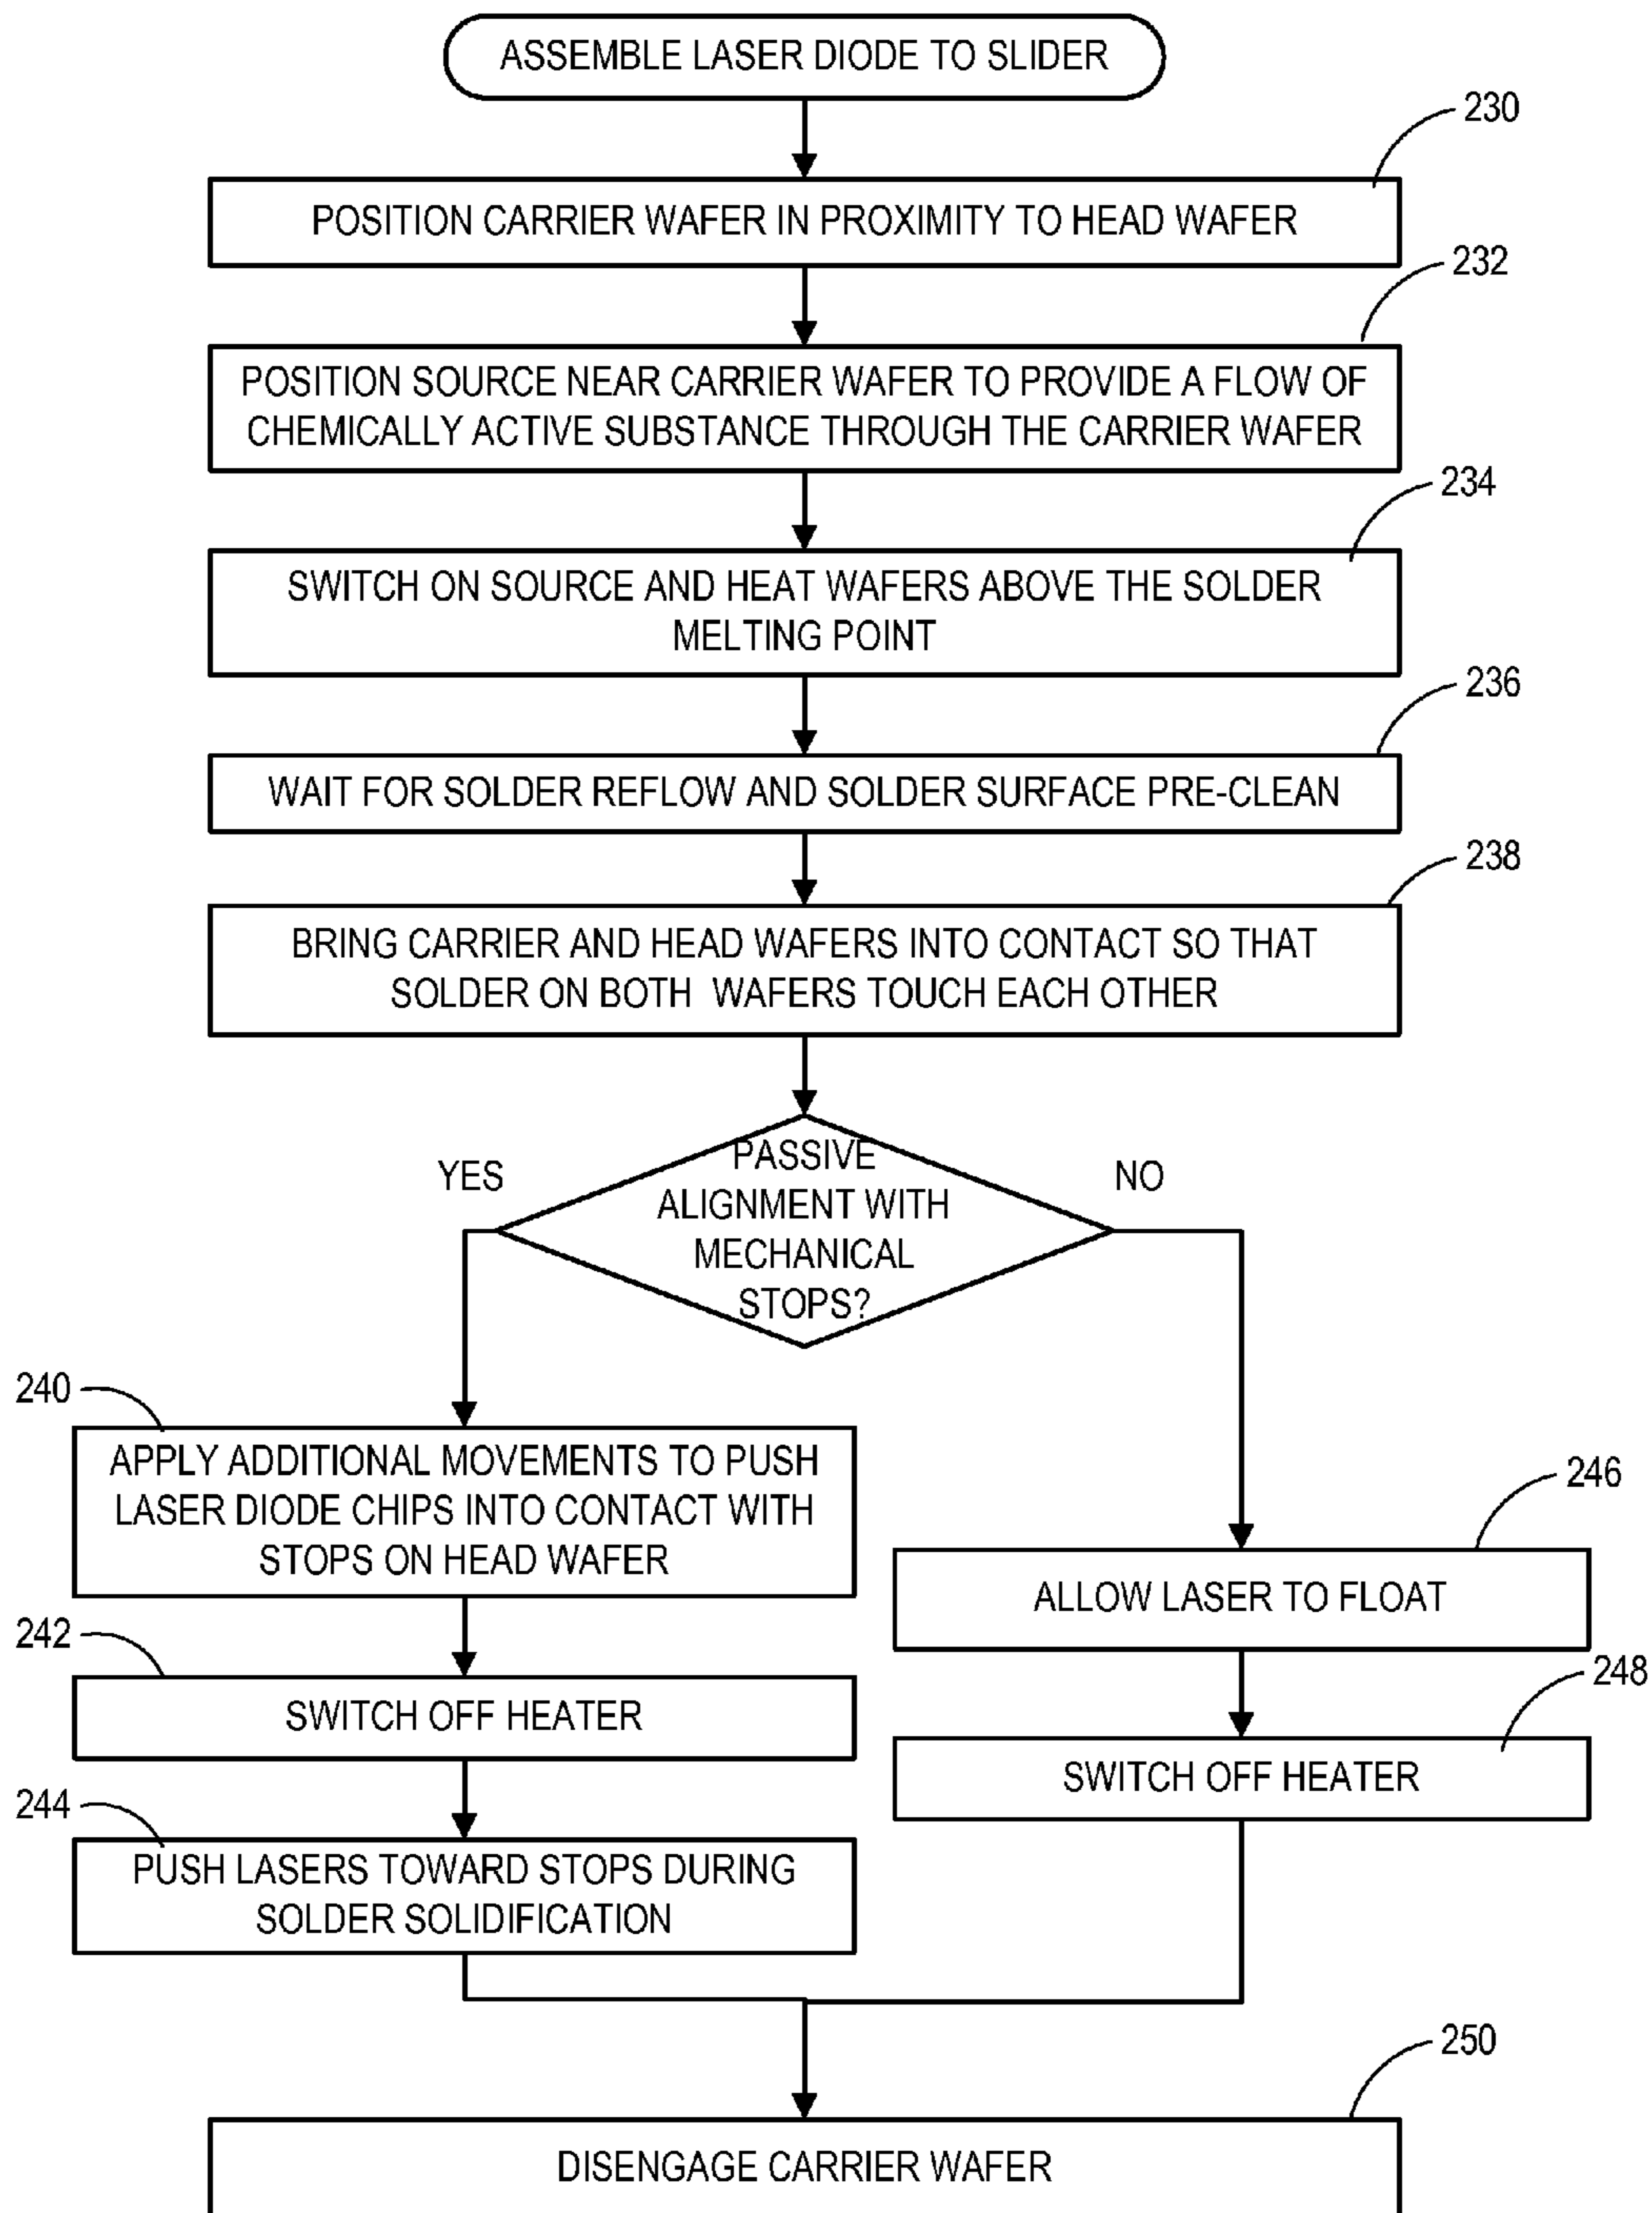 ASSEMBLE LASER DIODE TO SLIDER
230
POSITION CARRIER WAFER IN PROXIMITY TO HEAD WAFER
232
POSITION SOURCE NEAR CARRIER WAFER TO PROVIDE A FLOW OF
CHEMICALLY ACTIVE SUBSTANCE THROUGH THE CARRIER WAFER
234
SWITCH ON SOURCE AND HEAT WAFERS ABOVE THE SOLDER
MELTING POINT
236
WAIT FOR SOLDER REFLOW AND SOLDER SURFACE PRE-CLEAN
238
BRING CARRIER AND HEAD WAFERS INTO CONTACT SO THAT
SOLDER ON BOTH WAFERS TOUCH EACH OTHER
YES
PASSIVE
ALIGNMENT WITH
MECHANICAL
STOPS?
NO
240
APPLY ADDITIONAL MOVEMENTS TO PUSH
LASER DIODE CHIPS INTO CONTACT WITH
STOPS ON HEAD WAFER
242
SWITCH OFF HEATER
244
PUSH LASERS TOWARD STOPS DURING
SOLDER SOLIDIFICATION
246
ALLOW LASER TO FLOAT
248
SWITCH OFF HEATER
250
DISENGAGE CARRIER WAFER